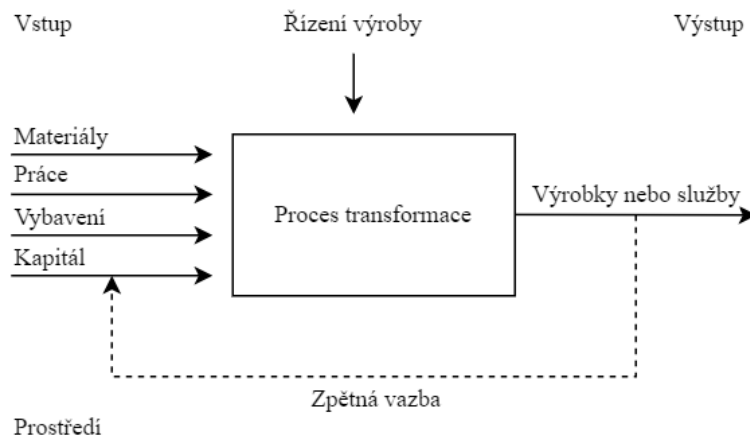 Vstup
Řízení výroby
Výstup
Materiály
Práce
Vybavení
Kapitál
Proces transformace
Výrobky nebo služby
Zpětná vazba
Prostředí